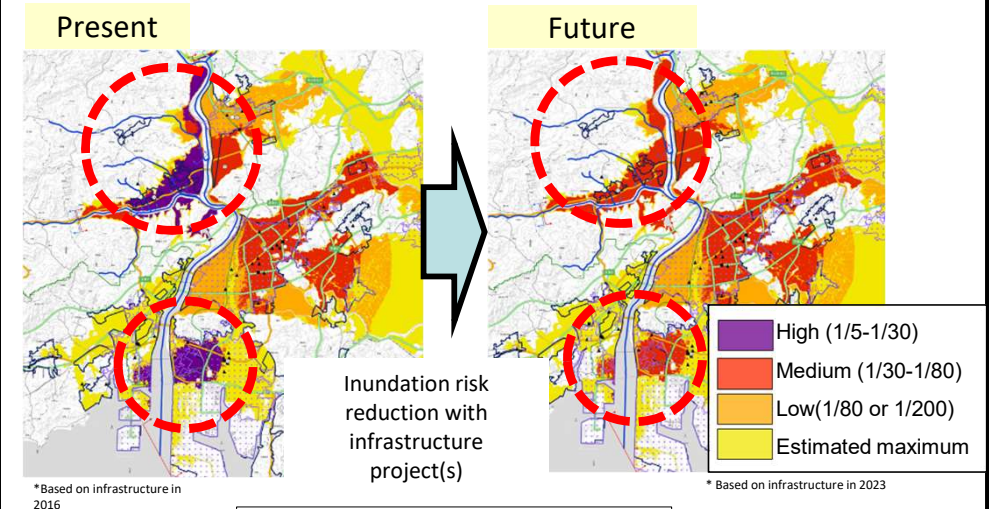 Present
Future
Inundation risk
reduction with
infrastructure
project(s)
High (1/5-1/30)
Medium (1/30-1/80)
Low(1/80 or 1/200)
Estimated maximum
*Based on infrastructure in
2016
* Based on infrastructure in 2023